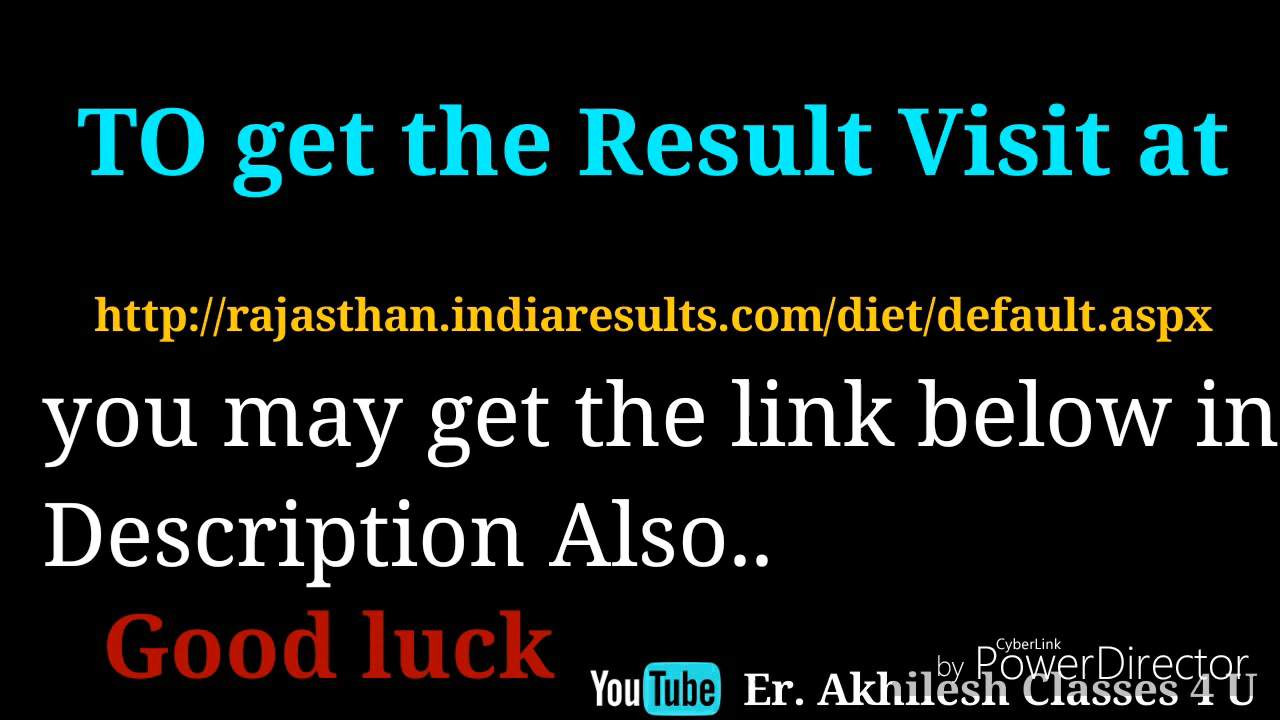 TO get the Result Visit at
http://rajasthan.indiaresults.com/diet/default.aspx
you may get the link below in
Description Also..
Good luck
CyberLink
by PowerDirector
YouTube Er. Akhilesh Classes 4 U